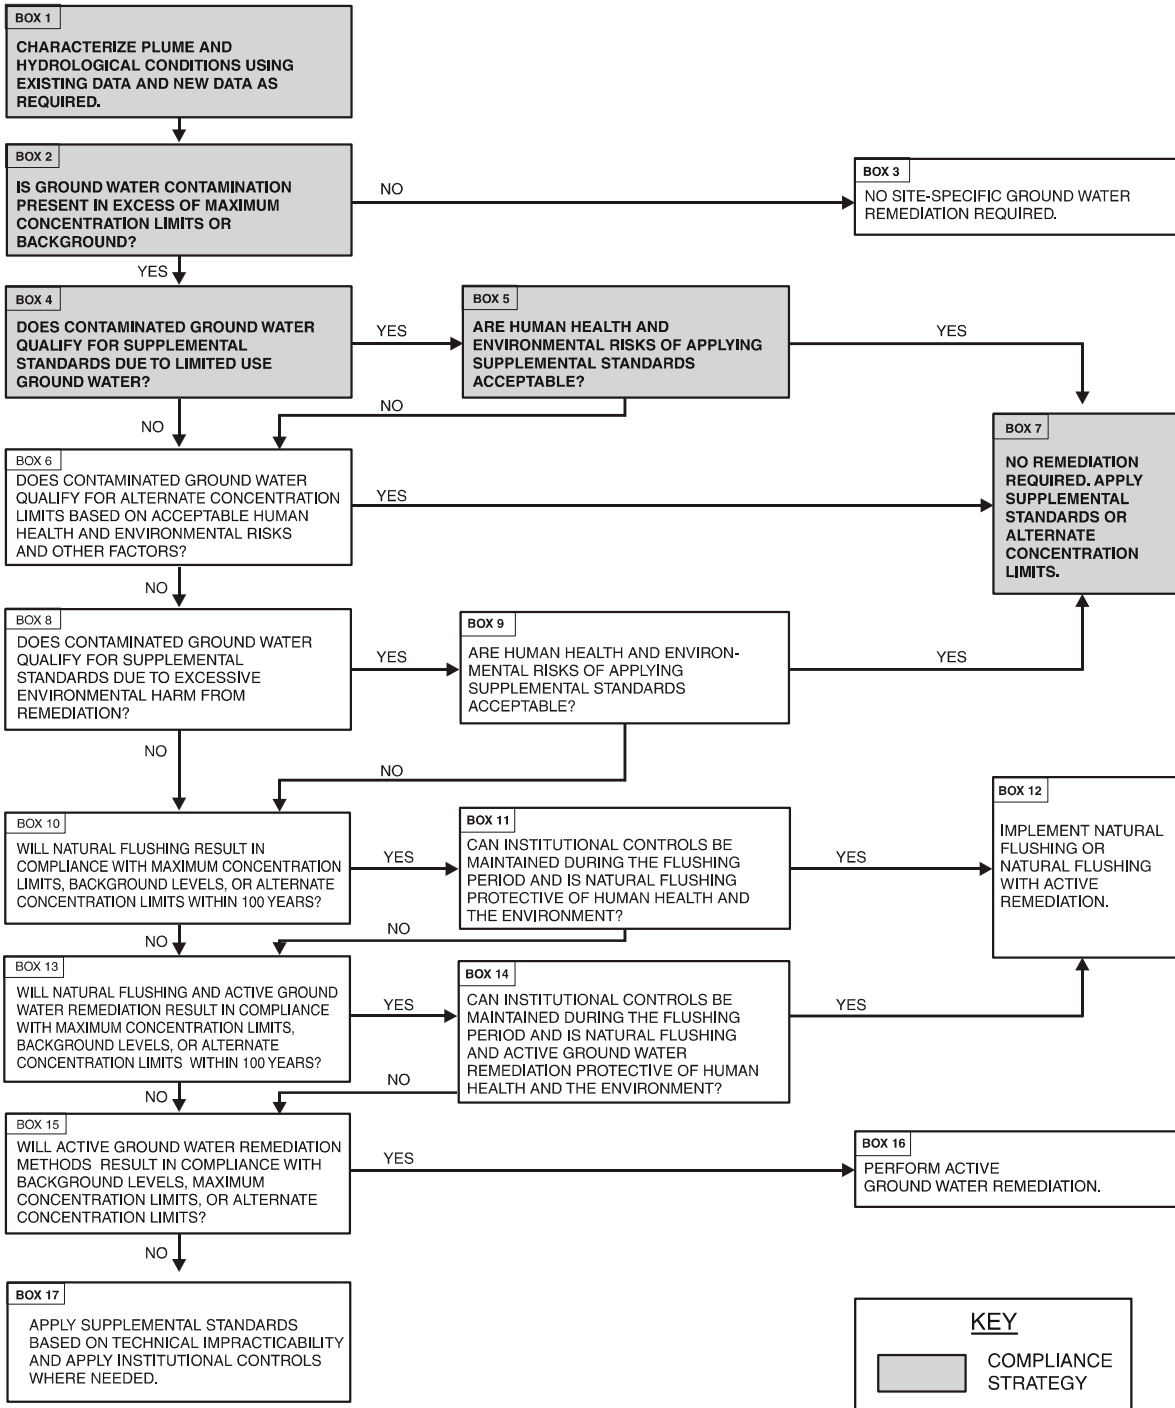 BOX 1
CHARACTERIZE PLUME AND
HYDROLOGICAL CONDITIONS USING
EXISTING DATA AND NEW DATA AS
REQUIRED.
BOX 2
IS GROUND WATER CONTAMINATION
PRESENT IN EXCESS OF MAXIMUM
CONCENTRATION LIMITS OR
BACKGROUND?
NO
BOX 3
NO SITE-SPECIFIC GROUND WATER
REMEDIATION REQUIRED.
YES
BOX 4
DOES CONTAMINATED GROUND WATER
QUALIFY FOR SUPPLEMENTAL
STANDARDS DUE TO LIMITED USE
GROUND WATER?
YES
BOX 5
ARE HUMAN HEALTH AND
ENVIRONMENTAL RISKS OF APPLYING
SUPPLEMENTAL STANDARDS
ACCEPTABLE?
YES
NO
NO
BOX 6
DOES CONTAMINATED GROUND WATER
QUALIFY FOR ALTERNATE CONCENTRATION
LIMITS BASED ON ACCEPTABLE HUMAN
HEALTH AND ENVIRONMENTAL RISKS
AND OTHER FACTORS?
YES
BOX 7
NO REMEDIATION
REQUIRED. APPLY
SUPPLEMENTAL
STANDARDS OR
ALTERNATE
CONCENTRATION
LIMITS.
NO
BOX 8
DOES CONTAMINATED GROUND WATER
QUALIFY FOR SUPPLEMENTAL
STANDARDS DUE TO EXCESSIVE
ENVIRONMENTAL HARM FROM
REMEDIATION?
YES
BOX 9
ARE HUMAN HEALTH AND ENVIRON-
MENTAL RISKS OF APPLYING
SUPPLEMENTAL STANDARDS
ACCEPTABLE?
YES
NO
NO
BOX 10
WILL NATURAL FLUSHING RESULT IN
COMPLIANCE WITH MAXIMUM CONCENTRATION
LIMITS, BACKGROUND LEVELS, OR ALTERNATE
CONCENTRATION LIMITS WITHIN 100 YEARS?
YES
BOX 11
CAN INSTITUTIONAL CONTROLS BE
MAINTAINED DURING THE FLUSHING
PERIOD AND IS NATURAL FLUSHING
PROTECTIVE OF HUMAN HEALTH AND
THE ENVIRONMENT?
YES
BOX 12
IMPLEMENT NATURAL
FLUSHING OR
NATURAL FLUSHING
WITH ACTIVE
REMEDIATION.
NO
NO
BOX 13
WILL NATURAL FLUSHING AND ACTIVE GROUND
WATER REMEDIATION RESULT IN COMPLIANCE
WITH MAXIMUM CONCENTRATION LIMITS,
BACKGROUND LEVELS, OR ALTERNATE
CONCENTRATION LIMITS WITHIN 100 YEARS?
YES
BOX 14
CAN INSTITUTIONAL CONTROLS BE
MAINTAINED DURING THE FLUSHING
PERIOD AND IS NATURAL FLUSHING
AND ACTIVE GROUND WATER
REMEDIATION PROTECTIVE OF HUMAN
HEALTH AND THE ENVIRONMENT?
YES
NO
NO
BOX 15
WILL ACTIVE GROUND WATER REMEDIATION
METHODS RESULT IN COMPLIANCE WITH
BACKGROUND LEVELS, MAXIMUM
CONCENTRATION LIMITS, OR ALTERNATE
CONCENTRATION LIMITS?
YES
BOX 16
PERFORM ACTIVE
GROUND WATER REMEDIATION.
NO
BOX 17
APPLY SUPPLEMENTAL STANDARDS
BASED ON TECHNICAL IMPRACTICABILITY
AND APPLY INSTITUTIONAL CONTROLS
WHERE NEEDED.
KEY
COMPLIANCE
STRATEGY